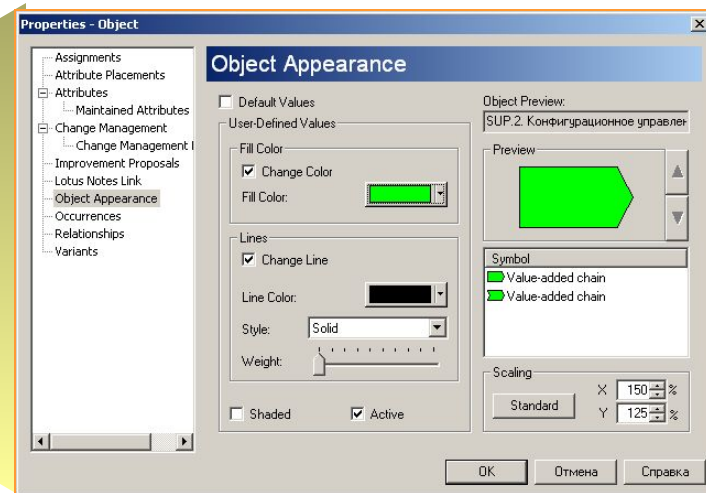 Properties - Object
Assignments
Attribute Placements
Attributes
Maintained Attributes
Change Management
Change Management
Improvement Proposals
Lotus Notes Link
Object Appearance
Occurrences
Relationships
Variants
Object Appearance
Default Values
User-Defined Values
Fill Color
Change Color
Fill Color:
Lines
Change Line
Line Color:
Style: Solid
Weight:
Shaded Active
Object Preview:
SUP.2. Конфигурационное управлен
Preview
Symbol
Value-added chain
Value-added chain
Scaling
Standard
X 150 %
Y 125 %
OK Отмена Справка